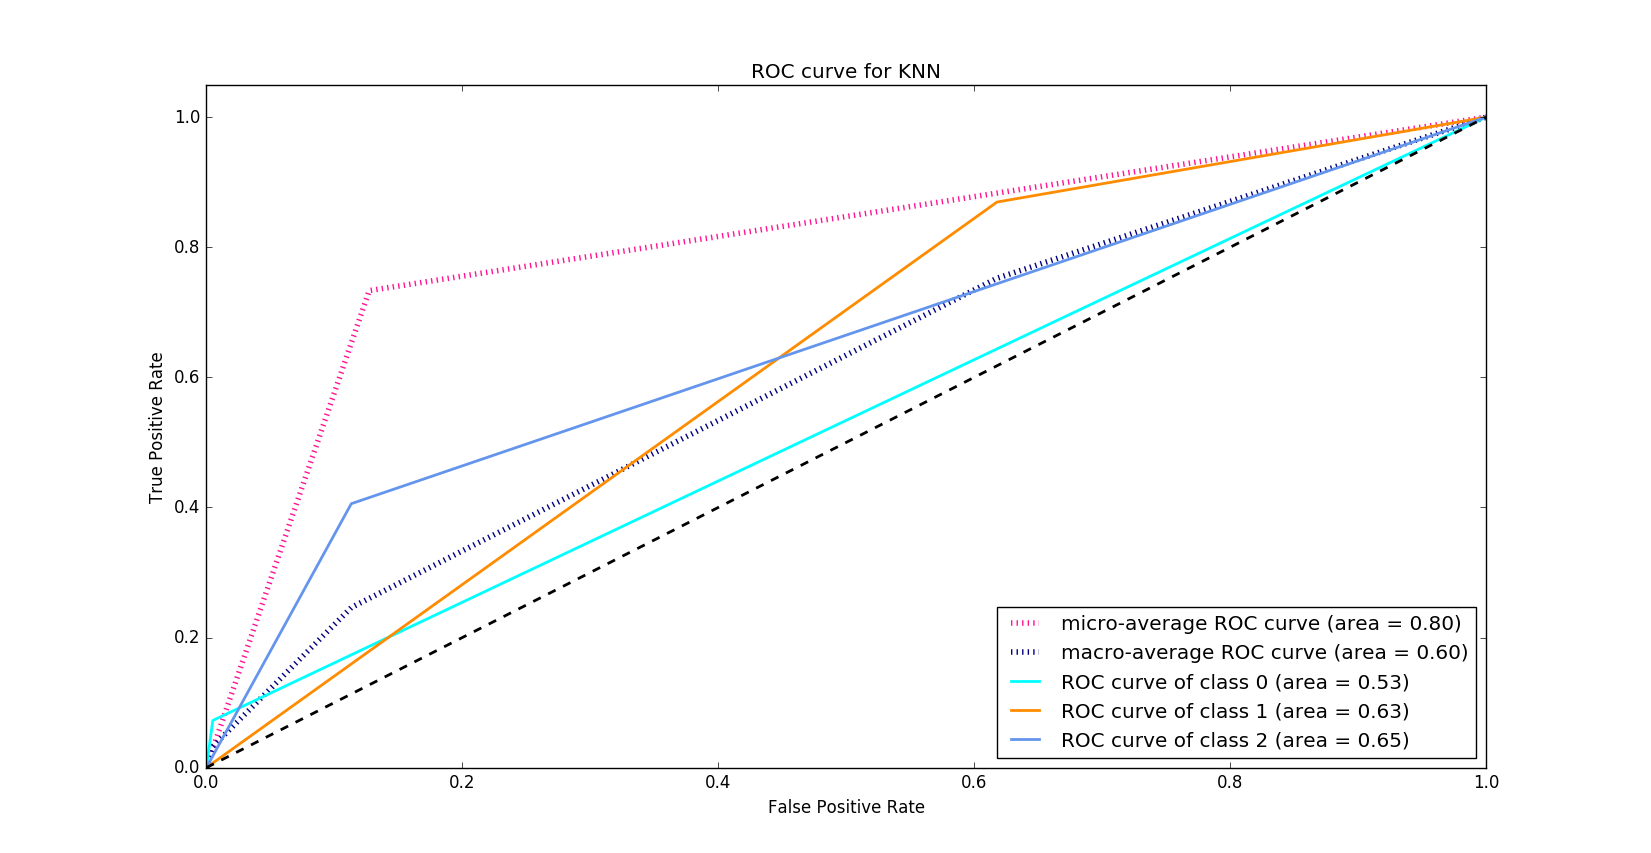 ROC curve for KNN
True Positive Rate
1.0
0.8
0.6
0.4
0.2
0.0
micro-average ROC curve (area = 0.80)
macro-average ROC curve (area = 0.60)
ROC curve of class 0 (area = 0.53)
ROC curve of class 1 (area = 0.63)
ROC curve of class 2 (area = 0.65)
0.0 0.2 0.4 0.6 0.8 1.0
False Positive Rate